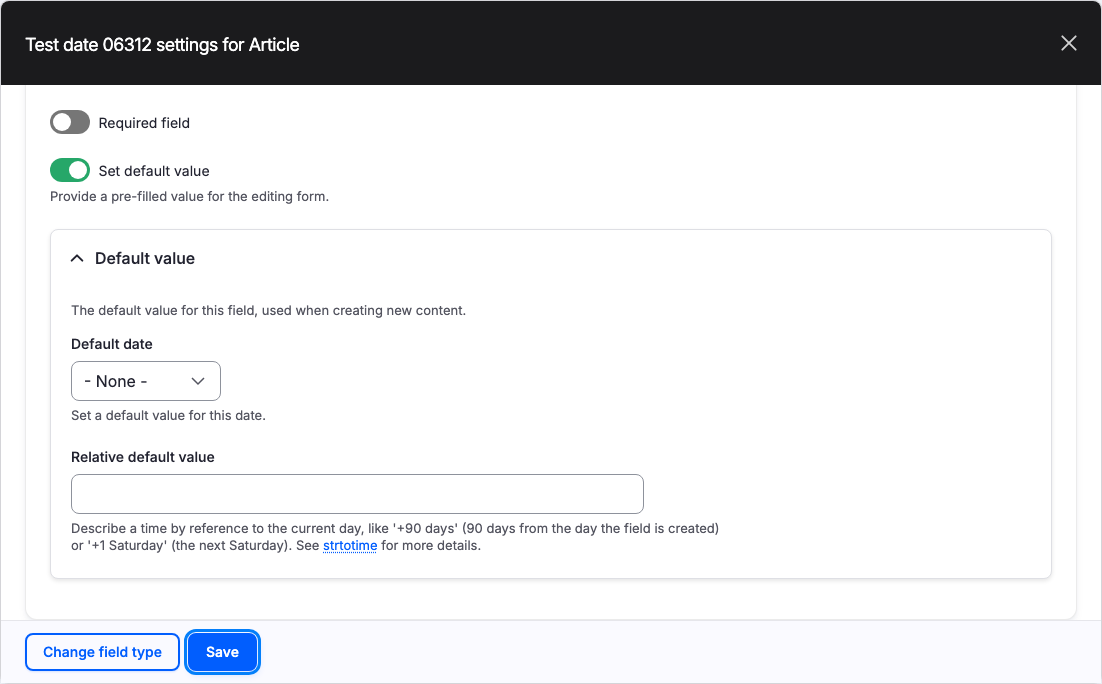 Test date 06312 settings for Article
Required field
Set default value
Provide a pre-filled value for the editing form.
Default value
The default value for this field, used when creating new content.
Default date
- None -
Set a default value for this date.
Relative default value
Describe a time by reference to the current day, like '+90 days' (90 days from the day the field is created)
or '+1 Saturday' (the next Saturday). See strtotime for more details.
Change field type
Save